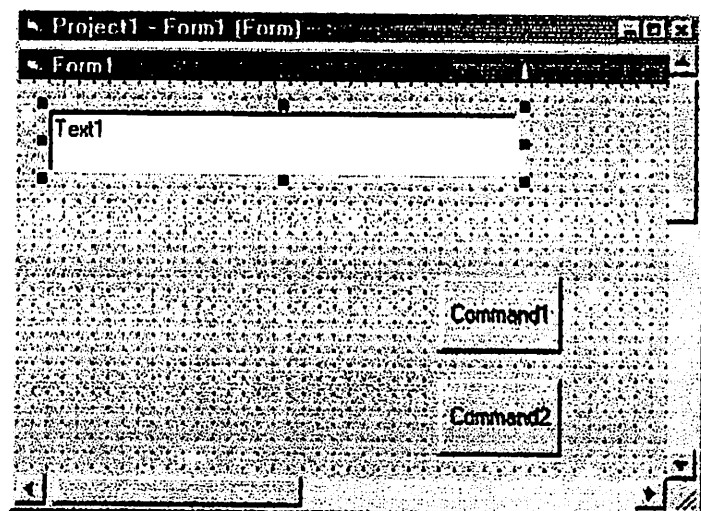 Project1 - Form1 (Form)
Form1
Text1
Command1
Command2